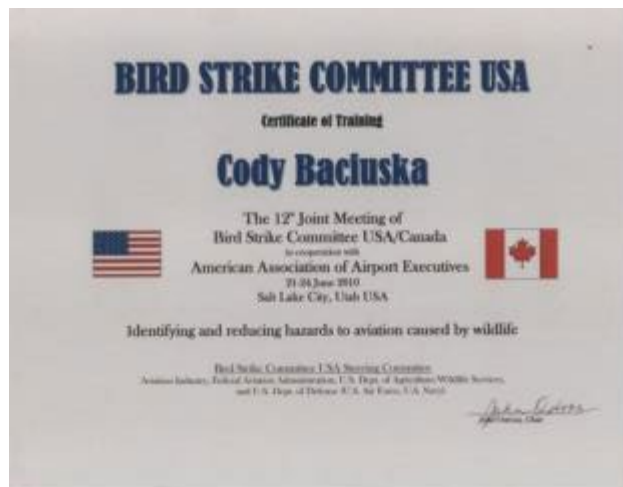 BIRD STRIKE COMMITTEE USA
Certificate of Training
Cody Baciuska
The 12th Joint Meeting of
Bird Strike Committee USA/Canada
in cooperation with
American Association of Airport Executives
21-24 June 2010
Salt Lake City, Utah USA
Identifying and reducing hazards to aviation caused by wildlife
Bird Strike Committee USA Steering Committee
Aviation Industry, Federal Aviation Administration, U.S. Dept. of Agriculture/Wildlife Services,
and U.S. Dept. of Defense (U.S. Air Force, U.S. Navy)
Chair